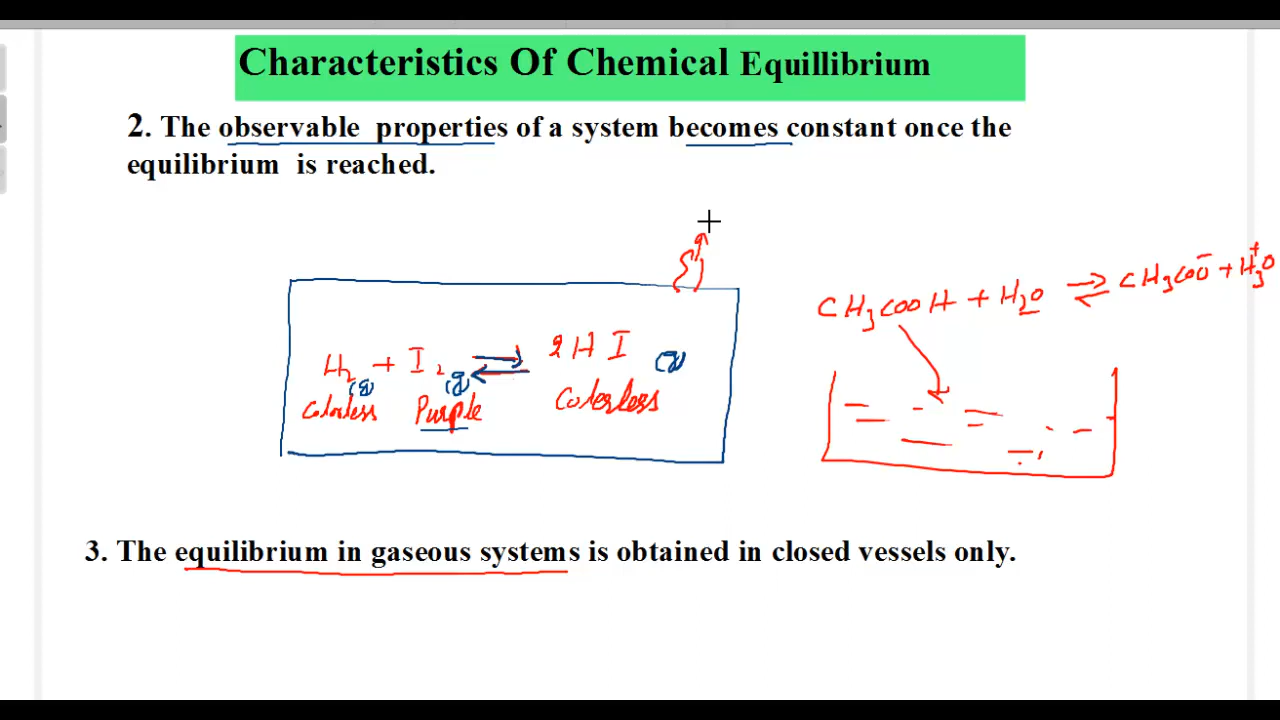 Characteristics Of Chemical Equillibrium
2. The observable properties of a system becomes constant once the
equilibrium is reached.
CH₃COOH + H₂O ⇌ CH₃COO⁻ + H₃⁺O
H₂(g) + I₂(g) ⇌ 2HI(g)
Colorless Purple Colorless
3. The equilibrium in gaseous systems is obtained in closed vessels only.